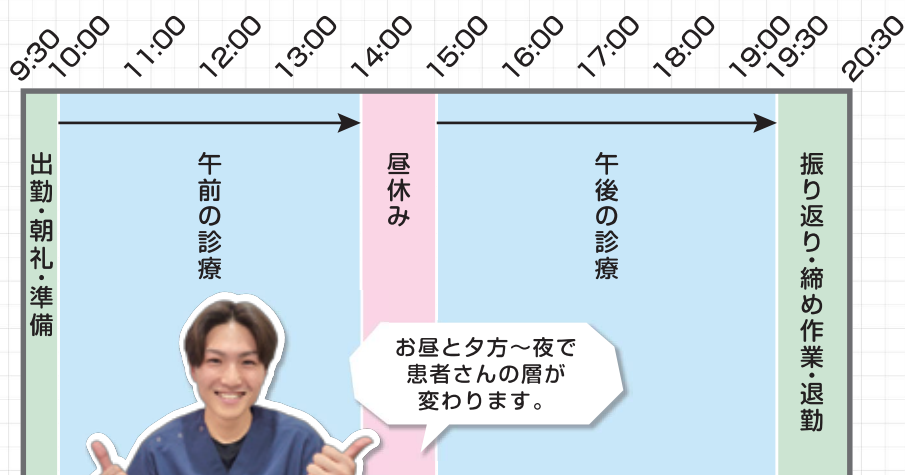 9:30
10:00
11:00
12:00
13:00
14:00
15:00
16:00
17:00
18:00
19:00
19:30
20:30
出勤・朝礼・準備
午前の診療
昼休み
午後の診療
振り返り・締め作業・退勤
お昼と夕方〜夜で
患者さんの層が
変わります。